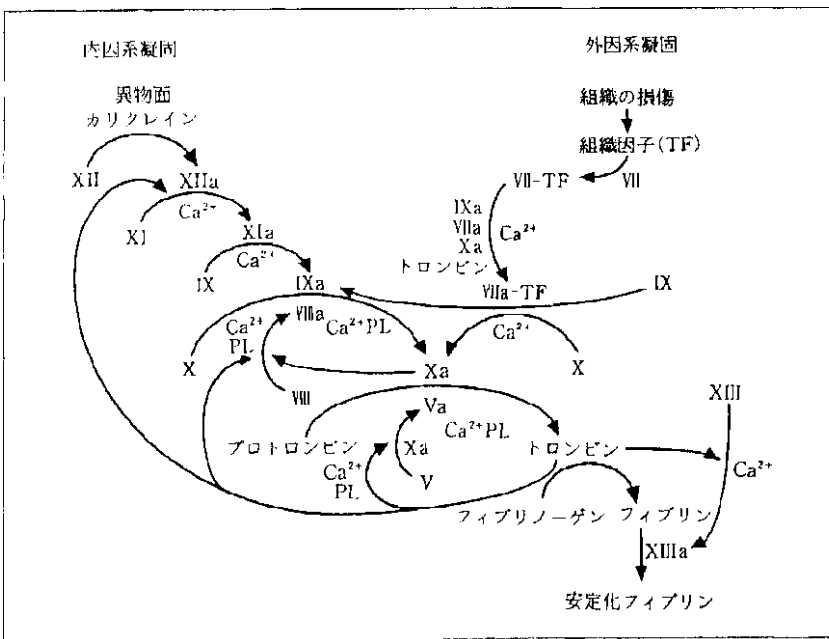 内因系凝固
外因系凝固
異物面
カリクレイン
組織の損傷
組織因子(TF)
XII
XIIa
VII-TF
VII
Ca²⁺
XI
XIa
IXa
VIIa
Xa
トロンビン
Ca²⁺
Ca²⁺
IX
IXa
VIIa-TF
IX
Ca²⁺
PL
VIIIa
Ca²⁺PL
Ca²⁺
X
Xa
X
VIII
XIII
Va
Ca²⁺PL
プロトロンビン
Xa
トロンビン
Ca²⁺
PL
V
Ca²⁺
フィブリノーゲン
フィブリン
XIIIa
安定化フィブリン